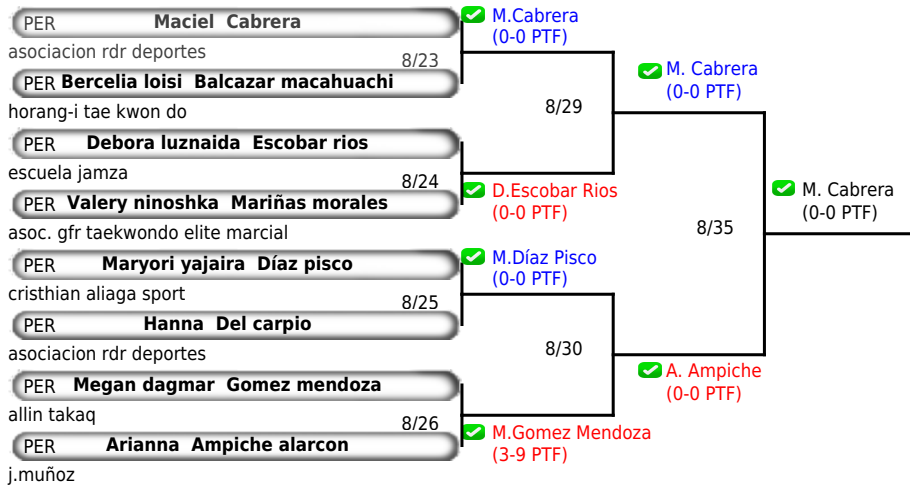 PER Maciel Cabrera
asociacion rdr deportes
8/23
PER Bercelia loisi Balcazar macahuachi
horang-i tae kwon do
PER Debora luznaida Escobar rios
escuela jamza
8/24
PER Valery ninoshka Mariñas morales
asoc. gfr taekwondo elite marcial
PER Maryori yajaira Díaz pisco
cristhian aliaga sport
8/25
PER Hanna Del carpio
asociacion rdr deportes
PER Megan dagmar Gomez mendoza
allin takaq
8/26
PER Arianna Ampiche alarcon
j.muñoz
M.Cabrera
(0-0 PTF)
8/29
D.Escobar Rios
(0-0 PTF)
M.Díaz Pisco
(0-0 PTF)
8/30
M.Gomez Mendoza
(3-9 PTF)
M. Cabrera
(0-0 PTF)
8/35
A. Ampiche
(0-0 PTF)
M. Cabrera
(0-0 PTF)